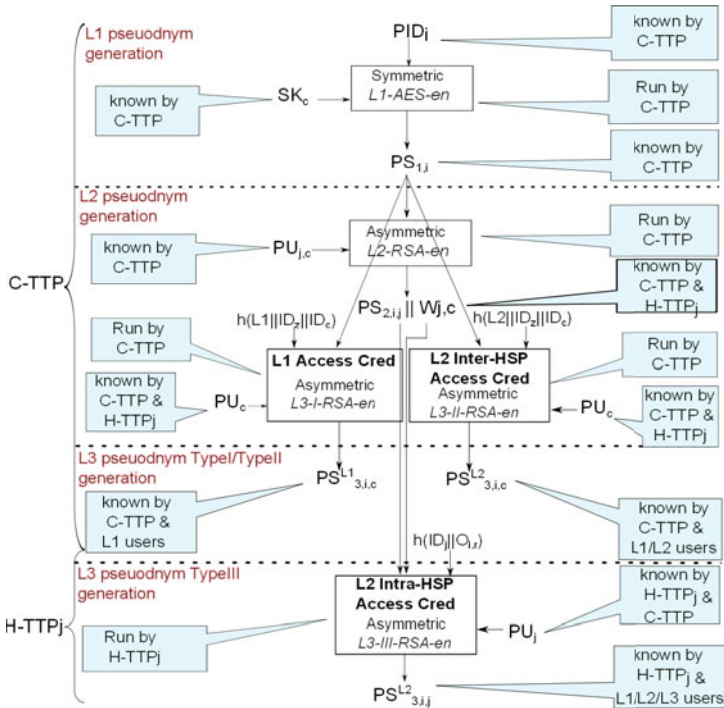 L1 pseuodnym
generation
PIDi
known by
C-TTP
Symmetric
L1-AES-en
known by
C-TTP
SKc
Run by
C-TTP
PS1,i
known by
C-TTP
L2 pseuodnym
generation
Asymmetric
L2-RSA-en
known by
C-TTP
PUj,c
Run by
C-TTP
C-TTP
PS2,i,j || Wj,c
known by
C-TTP &
H-TTPj
h(L1||IDz||IDc)
h(L2||IDz||IDc)
Run by
C-TTP
L1 Access Cred
Asymmetric
L3-I-RSA-en
L2 Inter-HSP
Access Cred
Asymmetric
L3-II-RSA-en
Run by
C-TTP
known by
C-TTP &
H-TTPj
PUc
PUc
known by
C-TTP &
H-TTPj
L3 pseuodnym TypeI/TypeII
generation
PSL13,i,c
PSL23,i,c
known by
C-TTP &
L1 users
known by
C-TTP &
L1/L2 users
h(IDj||Oi,r)
L3 pseuodnym TypeIII
generation
L2 Intra-HSP
Access Cred
Asymmetric
L3-III-RSA-en
known by
H-TTPj &
C-TTP
H-TTPj
Run by
H-TTPj
PUj
PSL23,i,j
known by
H-TTPj &
L1/L2/L3 users